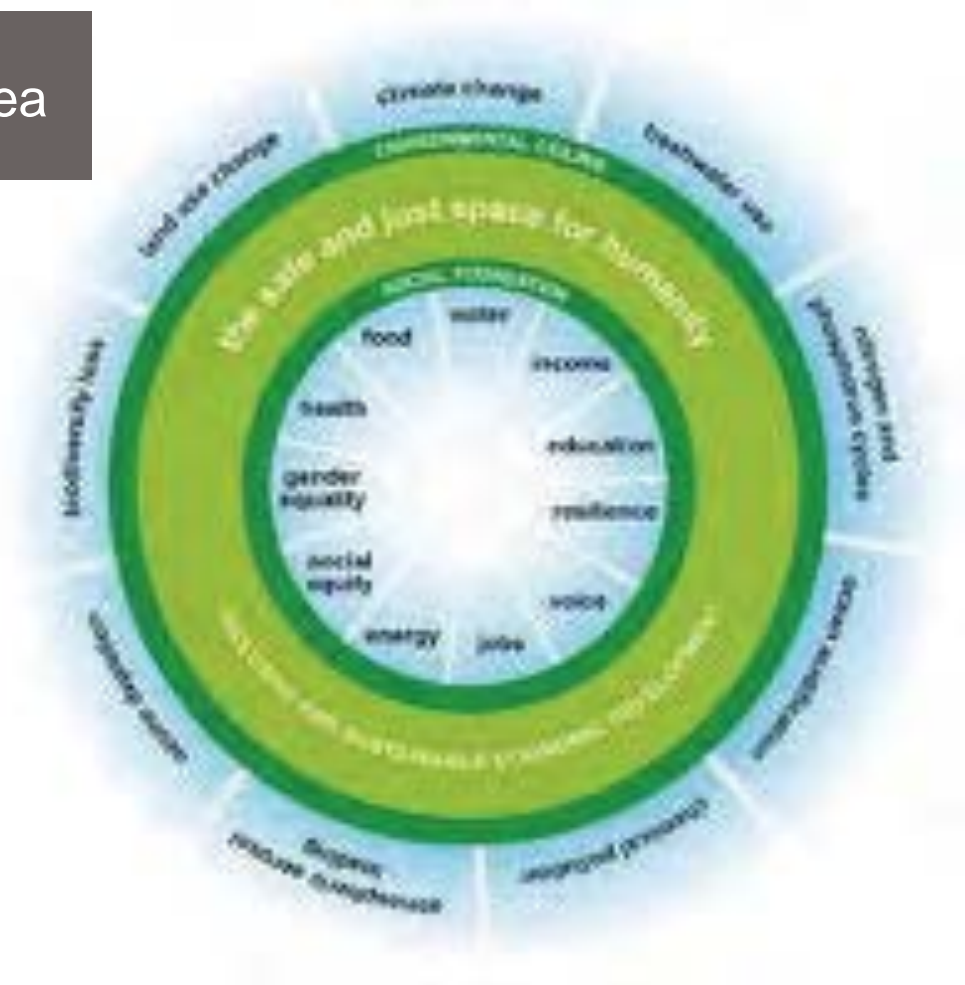 ea
climate change
freshwater use
nitrogen and
phosphorus cycles
ocean acidification
chemical pollution
atmospheric aerosol
loading
ozone depletion
biodiversity loss
land use change
ENVIRONMENTAL CEILING
the safe and just space for humanity
SOCIAL FOUNDATION
water
income
education
resilience
voice
jobs
energy
social
equity
gender
equality
health
food
INCLUSIVE AND SUSTAINABLE ECONOMIC DEVELOPMENT